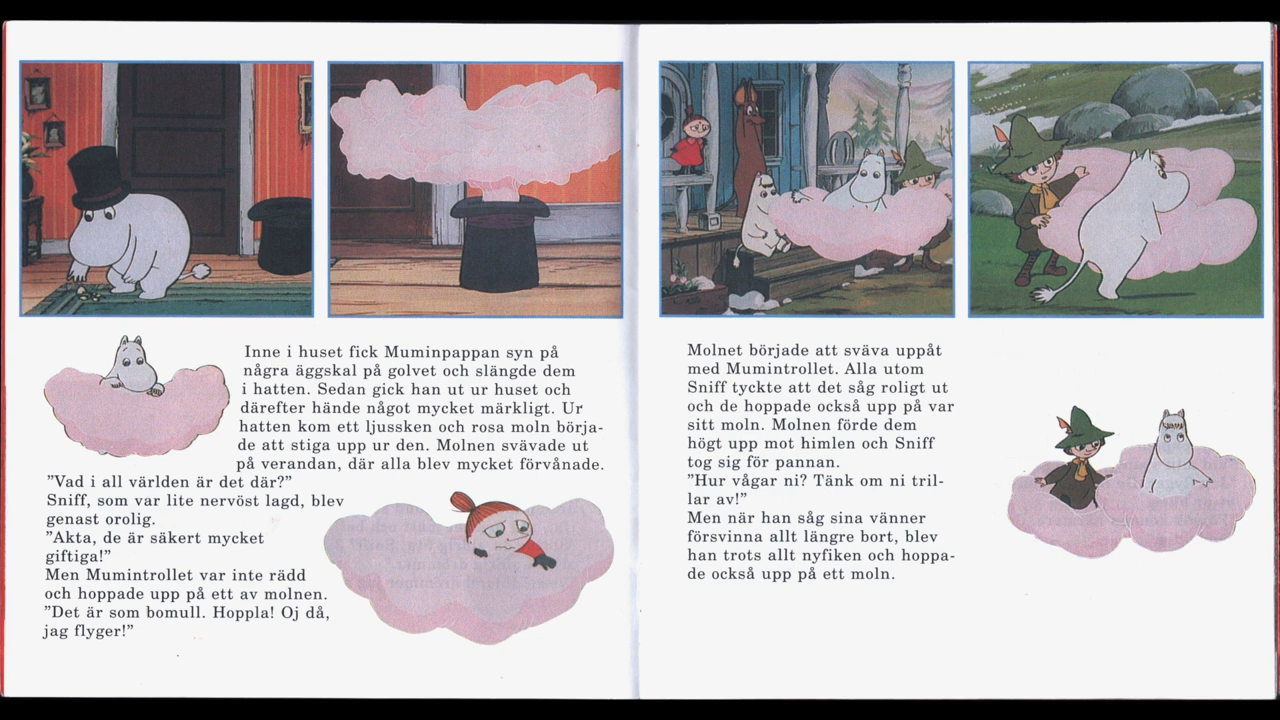 Inne i huset fick Muminpappan syn på
några äggskal på golvet och slängde dem
i hatten. Sedan gick han ut ur huset och
därefter hände något mycket märkligt. Ur
hatten kom ett ljussken och rosa moln börja-
de att stiga upp ur den. Molnen svävade ut
på verandan, där alla blev mycket förvånade.
”Vad i all världen är det där?”
Sniff, som var lite nervöst lagd, blev
genast orolig.
”Akta, de är säkert mycket
giftiga!”
Men Mumintrollet var inte rädd
och hoppade upp på ett av molnen.
”Det är som bomull. Hoppla! Oj då,
jag flyger!”
Molnet började att sväva uppåt
med Mumintrollet. Alla utom
Sniff tyckte att det såg roligt ut
och de hoppade också upp på var
sitt moln. Molnen förde dem
högt upp mot himlen och Sniff
tog sig för pannan.
”Hur vågar ni? Tänk om ni tril-
lar av!”
Men när han såg sina vänner
försvinna allt längre bort, blev
han trots allt nyfiken och hoppa-
de också upp på ett moln.